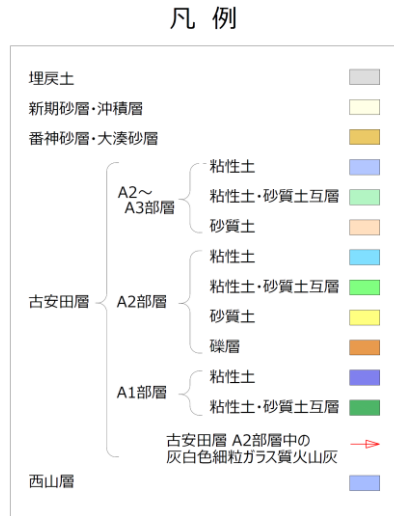 凡 例
埋戻土
新期砂層・沖積層
番神砂層・大湊砂層
古安田層
A2～
A3部層
粘性土
粘性土・砂質土互層
砂質土
A2部層
粘性土
粘性土・砂質土互層
砂質土
礫層
A1部層
粘性土
粘性土・砂質土互層
古安田層 A2部層中の
灰白色細粒ガラス質火山灰
西山層